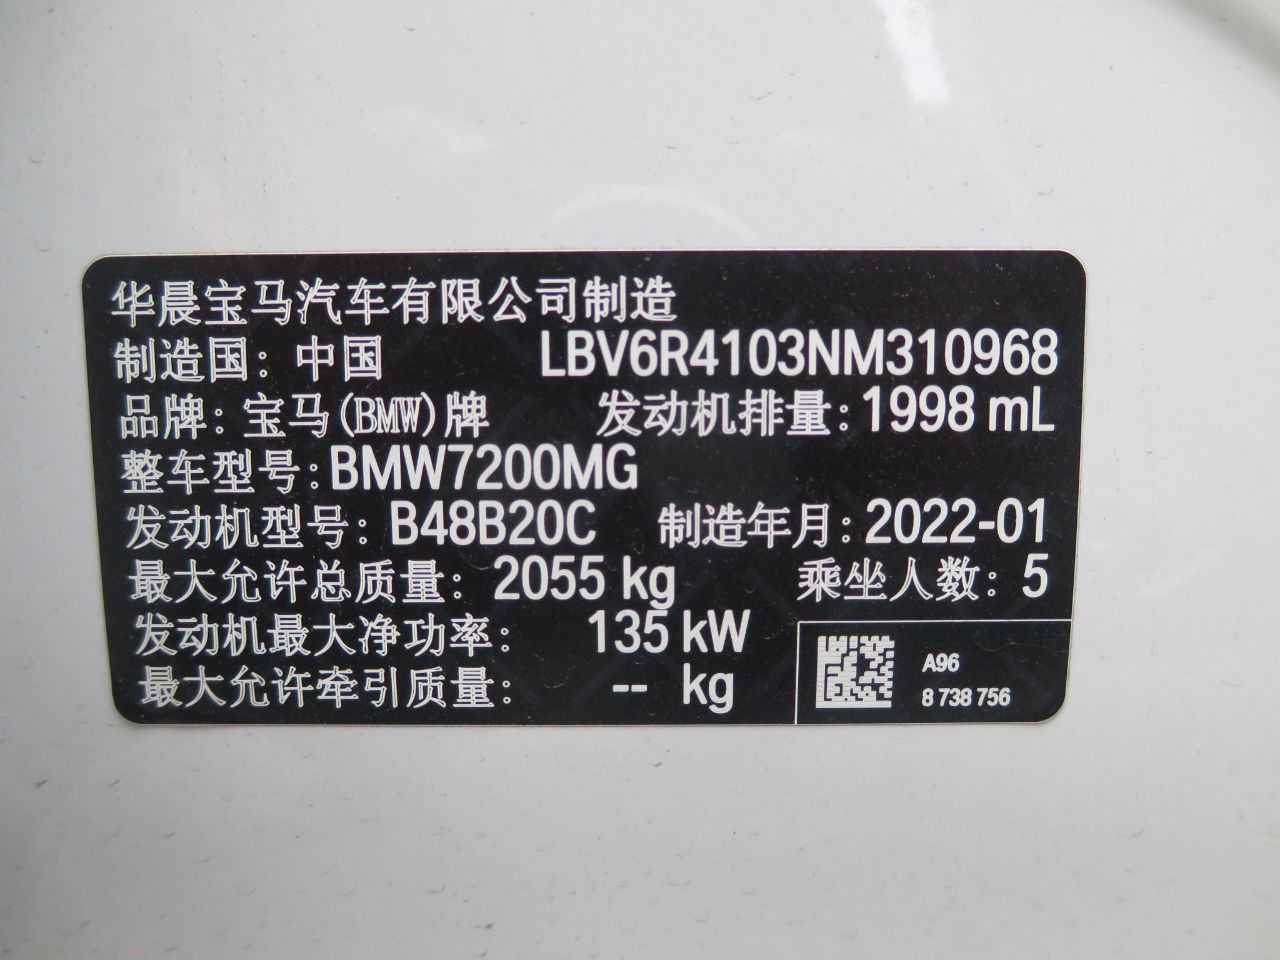 华晨宝马汽车有限公司制造
制造国：中国 LBV6R4103NM310968
品牌：宝马(BMW)牌 发动机排量：1998 mL
整车型号：BMW7200MG
发动机型号：B48B20C 制造年月：2022-01
最大允许总质量：2055 kg 乘坐人数：5
发动机最大净功率：135 kW
最大允许牵引质量：-- kg
A96
8 738 756